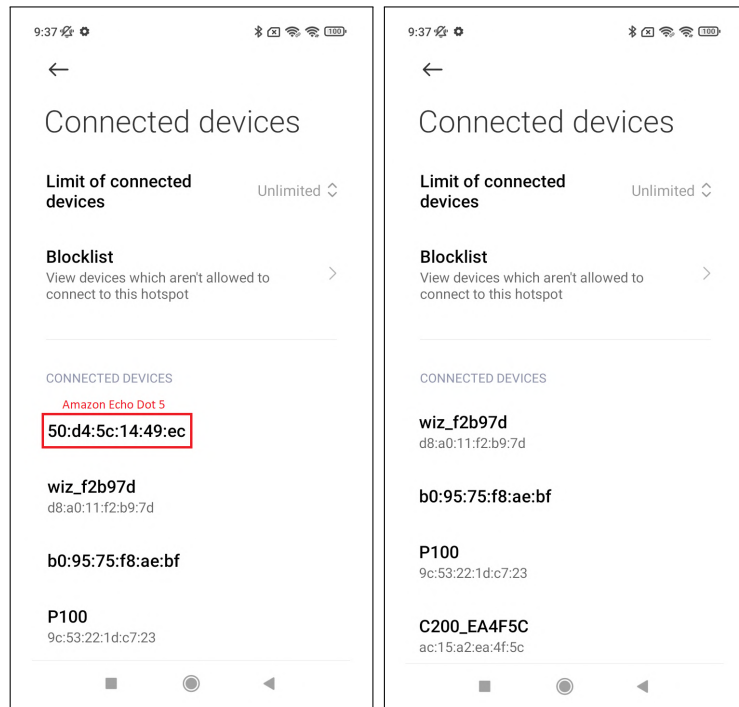 9:37
100
Connected devices
Limit of connected
devices
Unlimited
Blocklist
View devices which aren't allowed to
connect to this hotspot
CONNECTED DEVICES
Amazon Echo Dot 5
50:d4:5c:14:49:ec
wiz_f2b97d
d8:a0:11:f2:b9:7d
b0:95:75:f8:ae:bf
P100
9c:53:22:1d:c7:23
9:37
100
Connected devices
Limit of connected
devices
Unlimited
Blocklist
View devices which aren't allowed to
connect to this hotspot
CONNECTED DEVICES
wiz_f2b97d
d8:a0:11:f2:b9:7d
b0:95:75:f8:ae:bf
P100
9c:53:22:1d:c7:23
C200_EA4F5C
ac:15:a2:ea:4f:5c